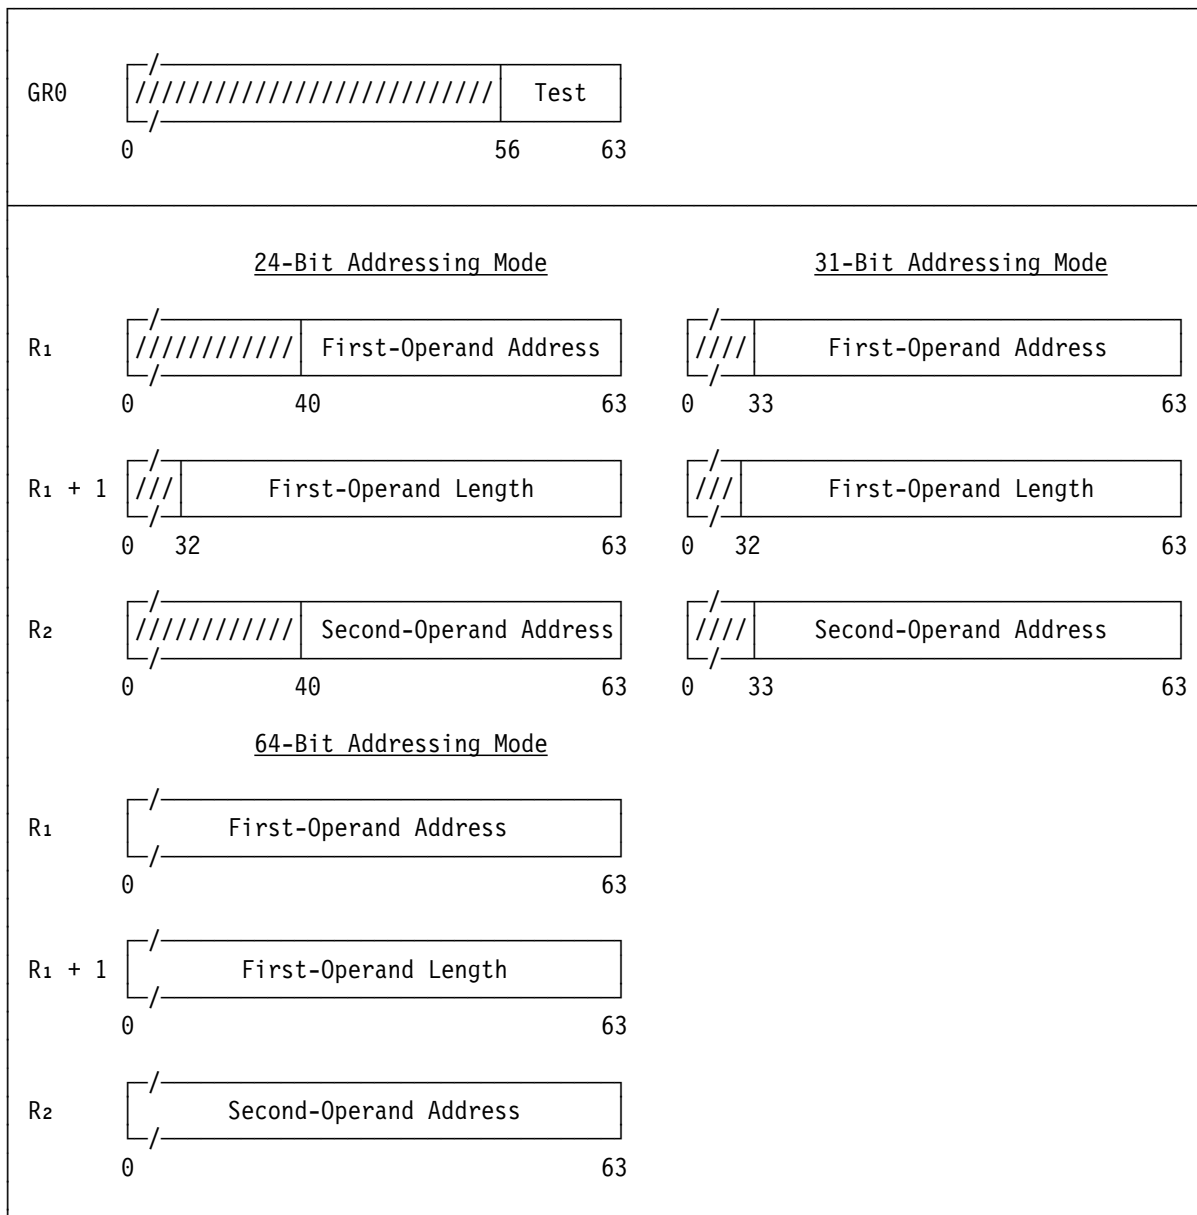 GR0 /////////////////////////// Test
0 56 63
24-Bit Addressing Mode 31-Bit Addressing Mode
R₁ //////////// First-Operand Address //// First-Operand Address
0 40 63 0 33 63
R₁ + 1 /// First-Operand Length /// First-Operand Length
0 32 63 0 32 63
R₂ //////////// Second-Operand Address //// Second-Operand Address
0 40 63 0 33 63
64-Bit Addressing Mode
R₁ First-Operand Address
0 63
R₁ + 1 First-Operand Length
0 63
R₂ Second-Operand Address
0 63